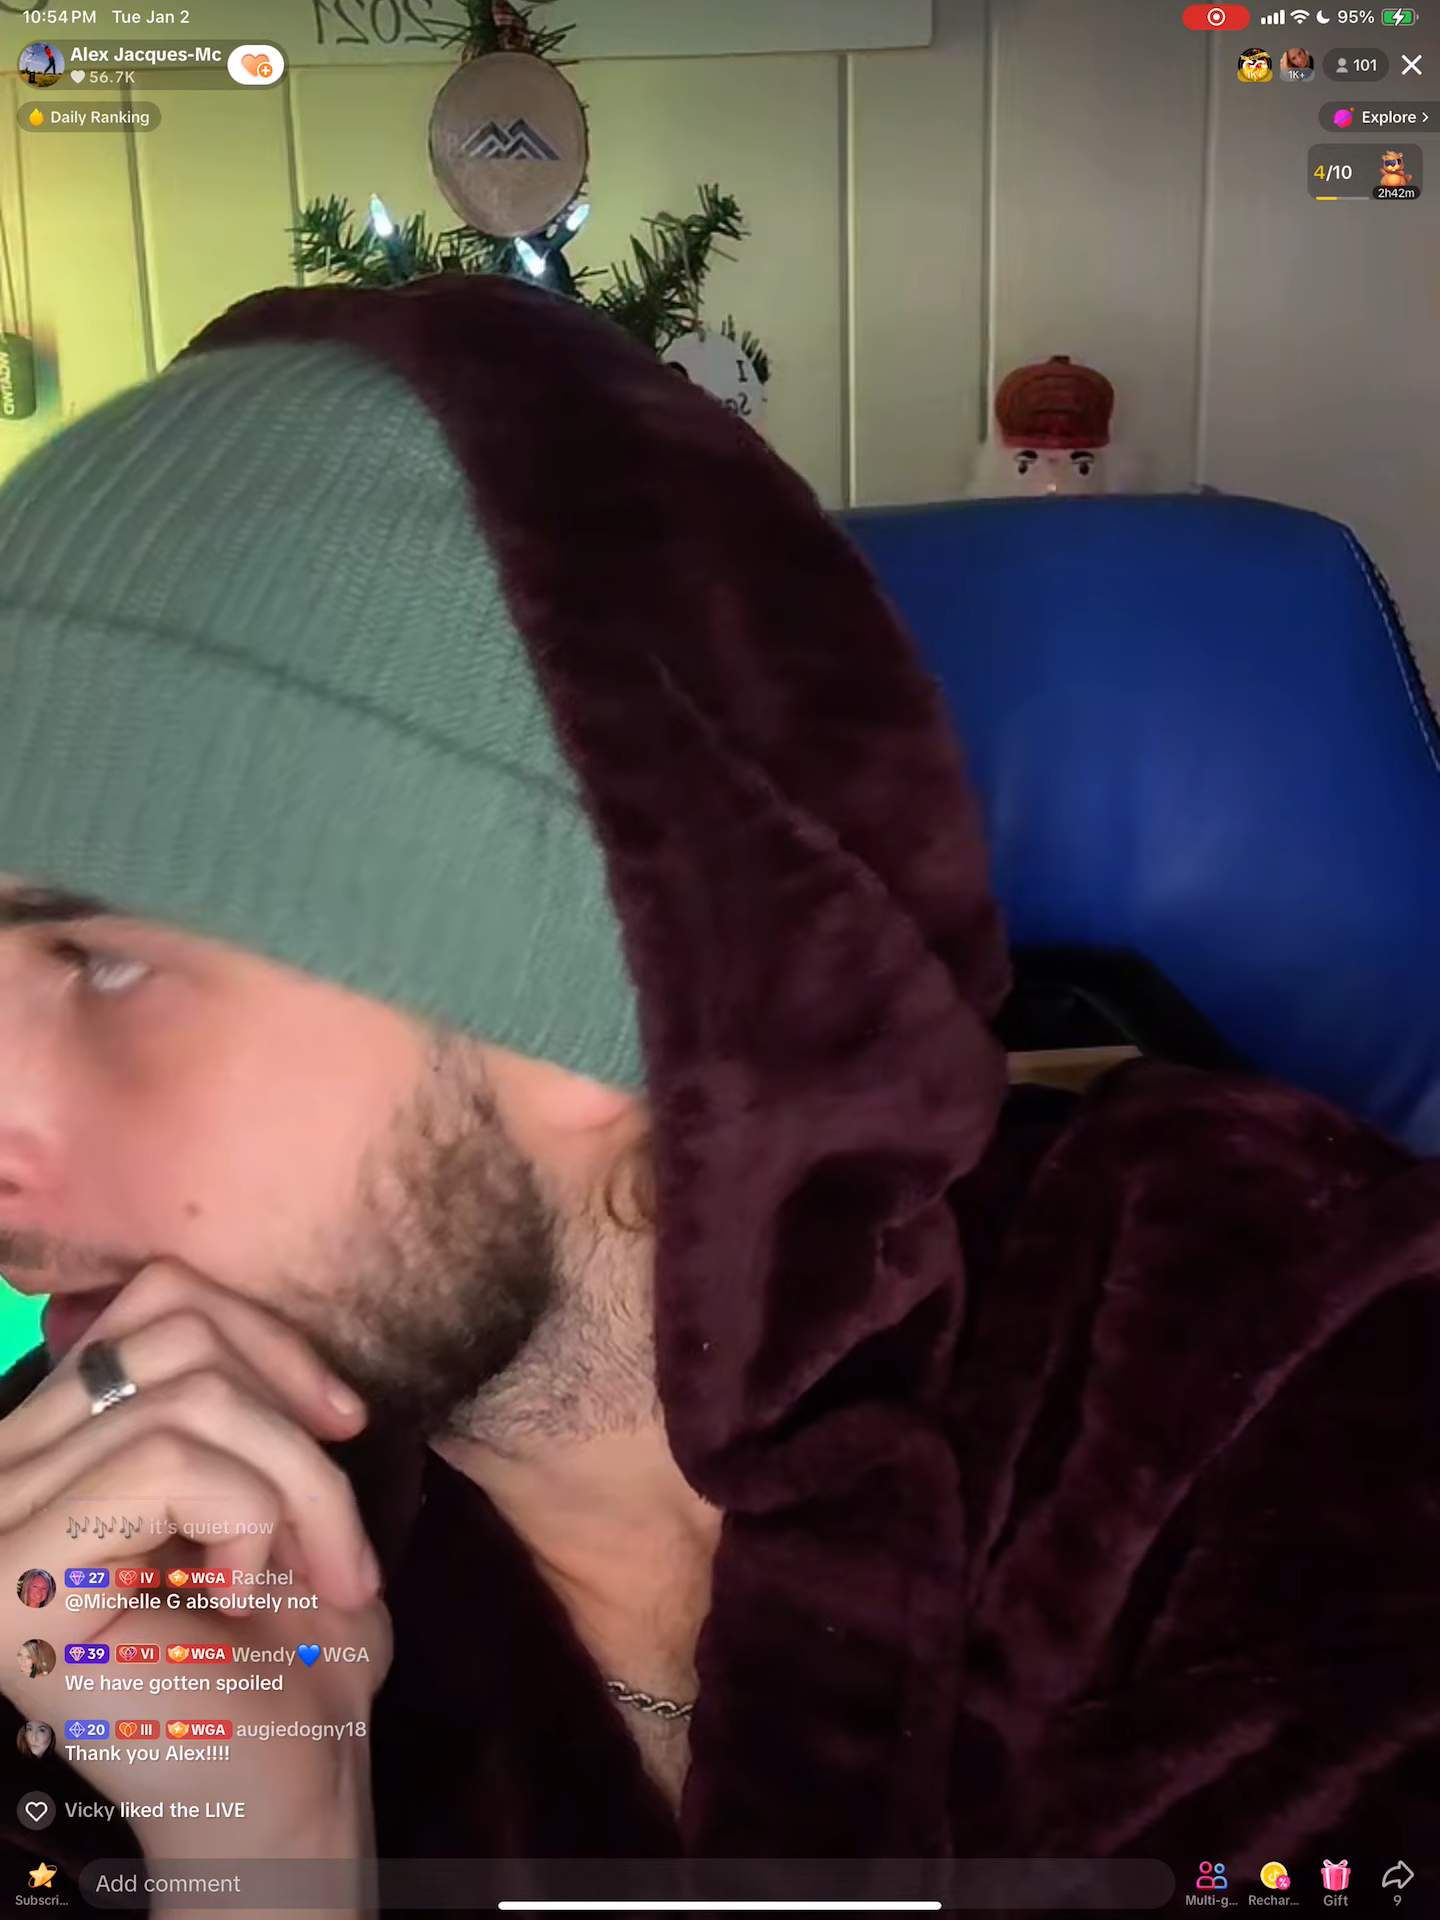 10:54 PM Tue Jan 2
95%
2021
Alex Jacques-Mc
56.7K
1K+
1K+
101
Daily Ranking
Explore >
4/10
2h42m
I
it's quiet now
27 IV WGA Rachel
@Michelle G absolutely not
39 VI WGA Wendy💙WGA
We have gotten spoiled
20 III WGA augiedogny18
Thank you Alex!!!!
Vicky liked the LIVE
Add comment
Subscri...
Multi-g...
Rechar...
Gift
9